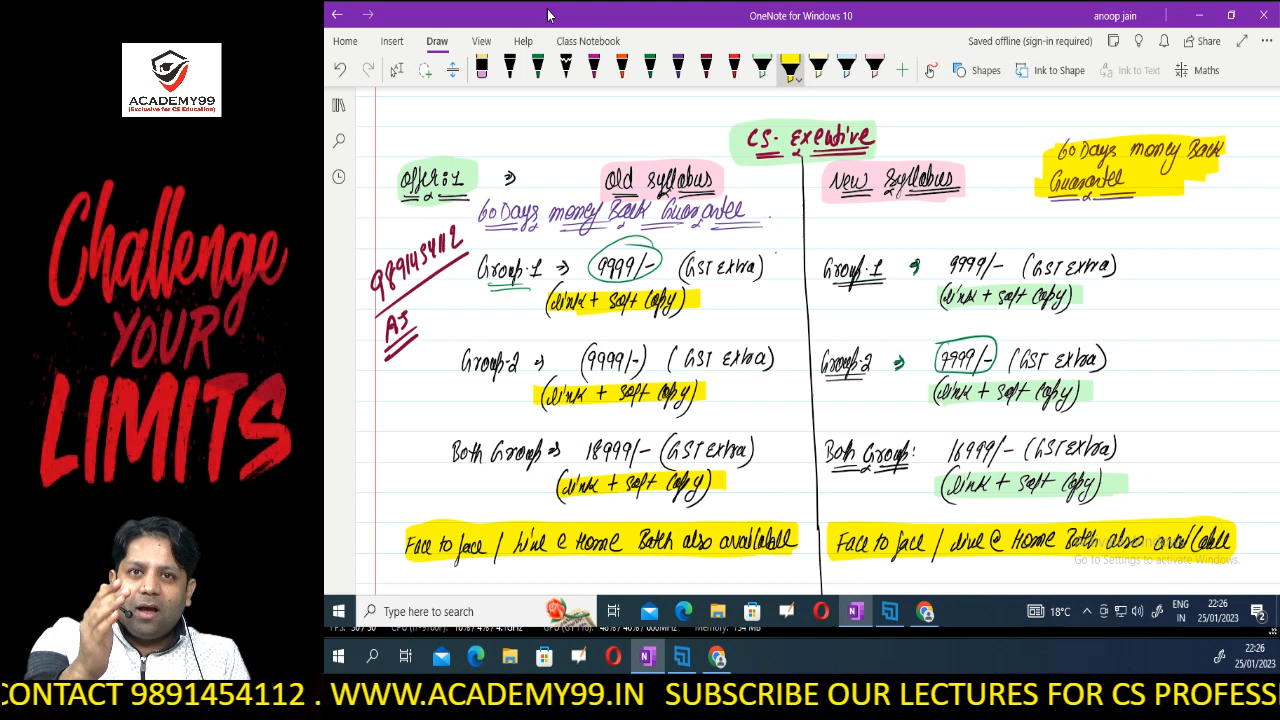 ACADEMY99
(Exclusive for CS Education)
Challenge
YOUR
LIMITS
OneNote for Windows 10
anoop jain
Home Insert Draw View Help Class Notebook
Saved offline (sign-in required)
Share
Shapes Ink to Shape Ink to Text Maths
CS- Executive
60 Days money Back
Guarantee
Offer:1 ⇒ Old Syllabus New Syllabus
60 Days money Back Guarantee
9891454112
AJ
Group-1 ⇒ 9999/- (GST Extra)
(link + soft copy)
Group-2 ⇒ (9999/-) (GST Extra)
(link + soft copy)
Both Group ⇒ 18999/- (GST Extra)
(link + soft copy)
Face to face / live @ Home Batch also available
Group-1 ⇒ 9999/- (GST Extra)
(link + soft copy)
Group-2 ⇒ 9999/- (GST Extra)
(link + soft copy)
Both Group: 16999/- (GST Extra)
(link + soft copy)
Face to face / live @ Home Batch also available
Go to Settings to activate Windows.
Type here to search
18°C
ENG
IN
22:26
25/01/2023
2
22:26
25/01/2023
CONTACT 9891454112 . WWW.ACADEMY99.IN SUBSCRIBE OUR LECTURES FOR CS PROFESS